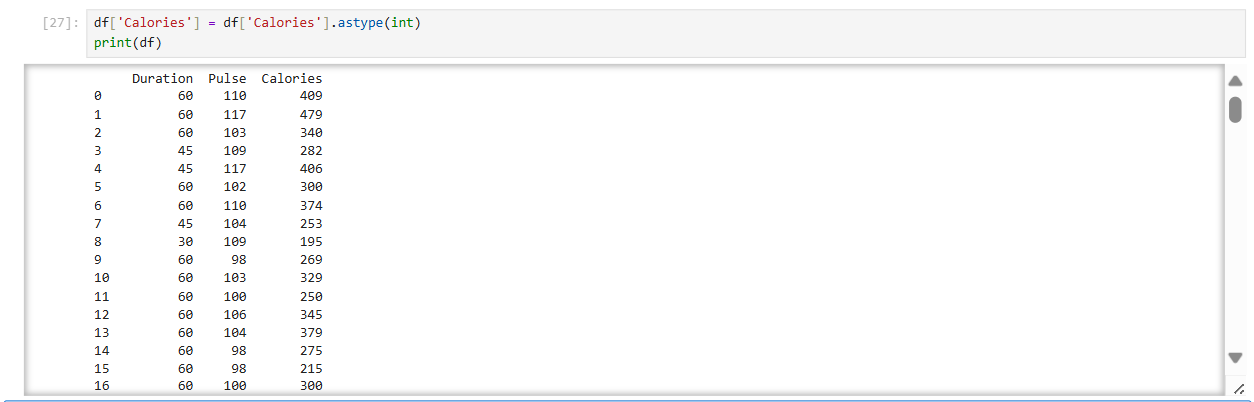 [27]: df['Calories'] = df['Calories'].astype(int)
print(df)
Duration Pulse Calories
0 60 110 409
1 60 117 479
2 60 103 340
3 45 109 282
4 45 117 406
5 60 102 300
6 60 110 374
7 45 104 253
8 30 109 195
9 60 98 269
10 60 103 329
11 60 100 250
12 60 106 345
13 60 104 379
14 60 98 275
15 60 98 215
16 60 100 300